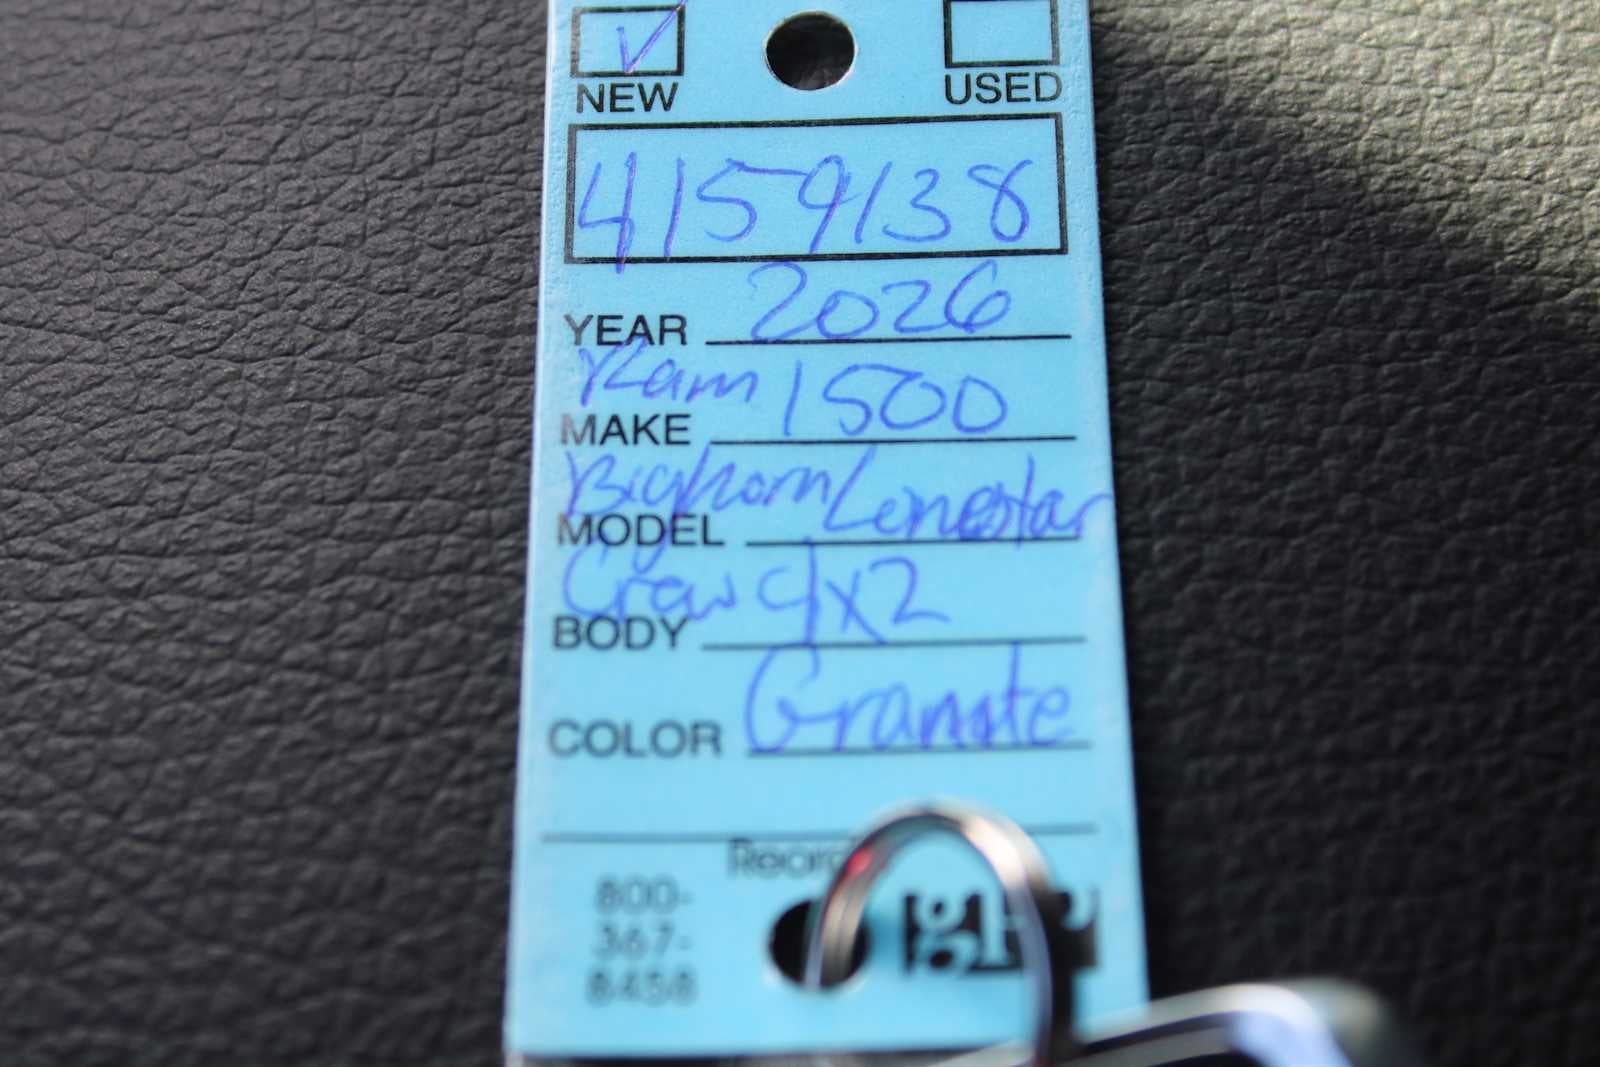 NEW USED
4159138
YEAR 2026
Ram 1500
MAKE
Bighorn Lonestar
MODEL
Crew 4x2
BODY
COLOR Granite
800-
367-
8458